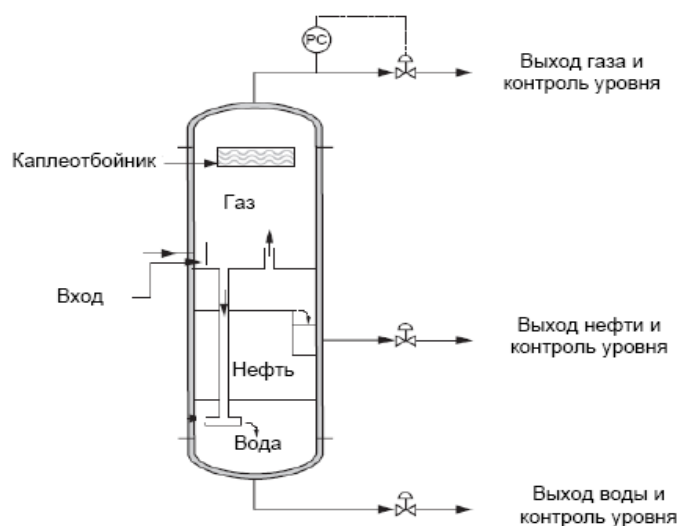 PC
Выход газа и
контроль уровня
Каплеотбойник
Газ
Вход
Выход нефти и
контроль уровня
Нефть
Вода
Выход воды и
контроль уровня